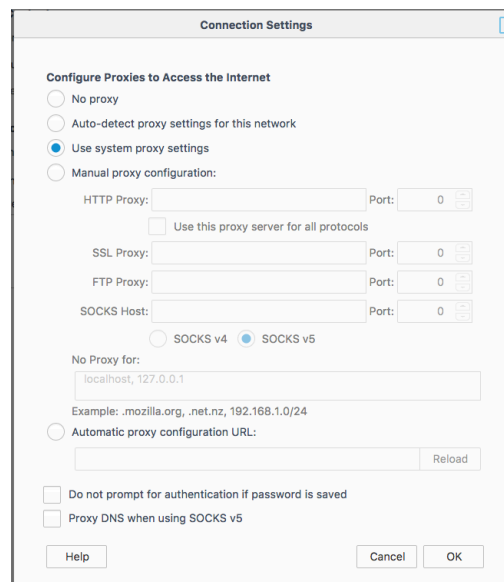 Connection Settings
Configure Proxies to Access the Internet
No proxy
Auto-detect proxy settings for this network
Use system proxy settings
Manual proxy configuration:
HTTP Proxy: Port: 0
Use this proxy server for all protocols
SSL Proxy: Port: 0
FTP Proxy: Port: 0
SOCKS Host: Port: 0
SOCKS v4 SOCKS v5
No Proxy for:
localhost, 127.0.0.1
Example: .mozilla.org, .net.nz, 192.168.1.0/24
Automatic proxy configuration URL:
Reload
Do not prompt for authentication if password is saved
Proxy DNS when using SOCKS v5
Help Cancel OK